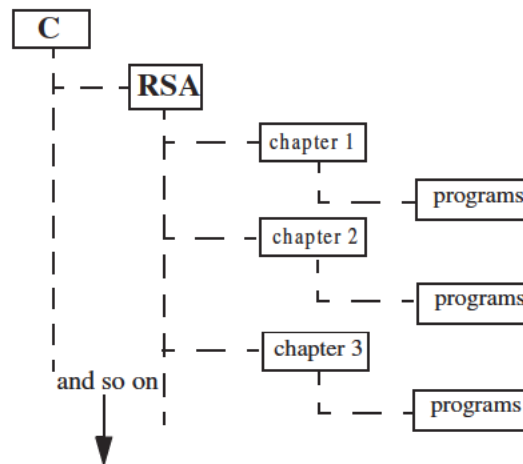 C
RSA
chapter 1
programs
chapter 2
programs
chapter 3
and so on
programs